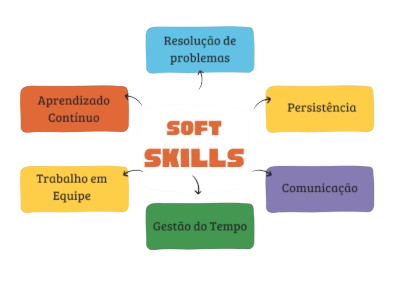 Resolução de
problemas
Aprendizado
Contínuo
Persistência
SOFT
SKILLS
Trabalho em
Equipe
Comunicação
Gestão do Tempo